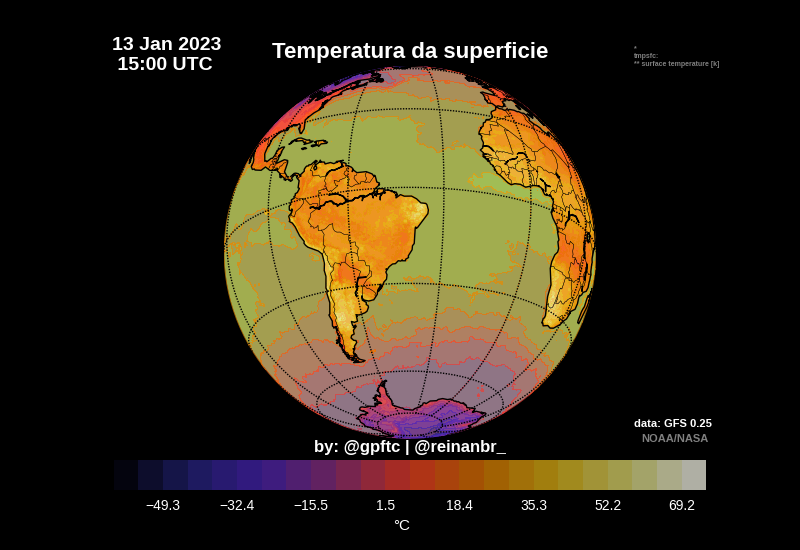 13 Jan 2023
15:00 UTC
Temperatura da superficie
*
tmpsfc:
** surface temperature [k]
data: GFS 0.25
NOAA/NASA
by: @gpftc | @reinanbr_
−49.3 −32.4 −15.5 1.5 18.4 35.3 52.2 69.2
°C